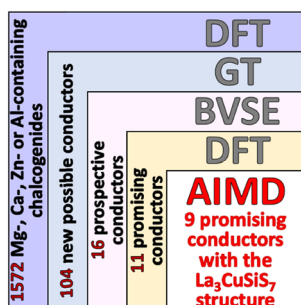 DFT
1572 Mg-, Ca-, Zn- or Al-containing
chalcogenides
GT
104 new possible conductors
BVSE
16 prospective
conductors
DFT
11 promising
conductors
AIMD
9 promising
conductors
with the
La₃CuSiS₇
structure